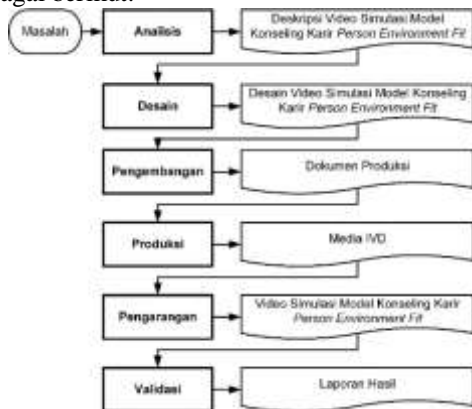 agai berikut:
Masalah
Analisis
Deskripsi Video Simulasi Model
Konseling Karir Person Environment Fit
Desain
Desain Video Simulasi Model Konseling
Karir Person Environment Fit
Pengembangan
Dokumen Produksi
Produksi
Media IVD
Pengarangan
Video Simulasi Model Konseling Karir
Person Environment Fit
Validasi
Laporan Hasil